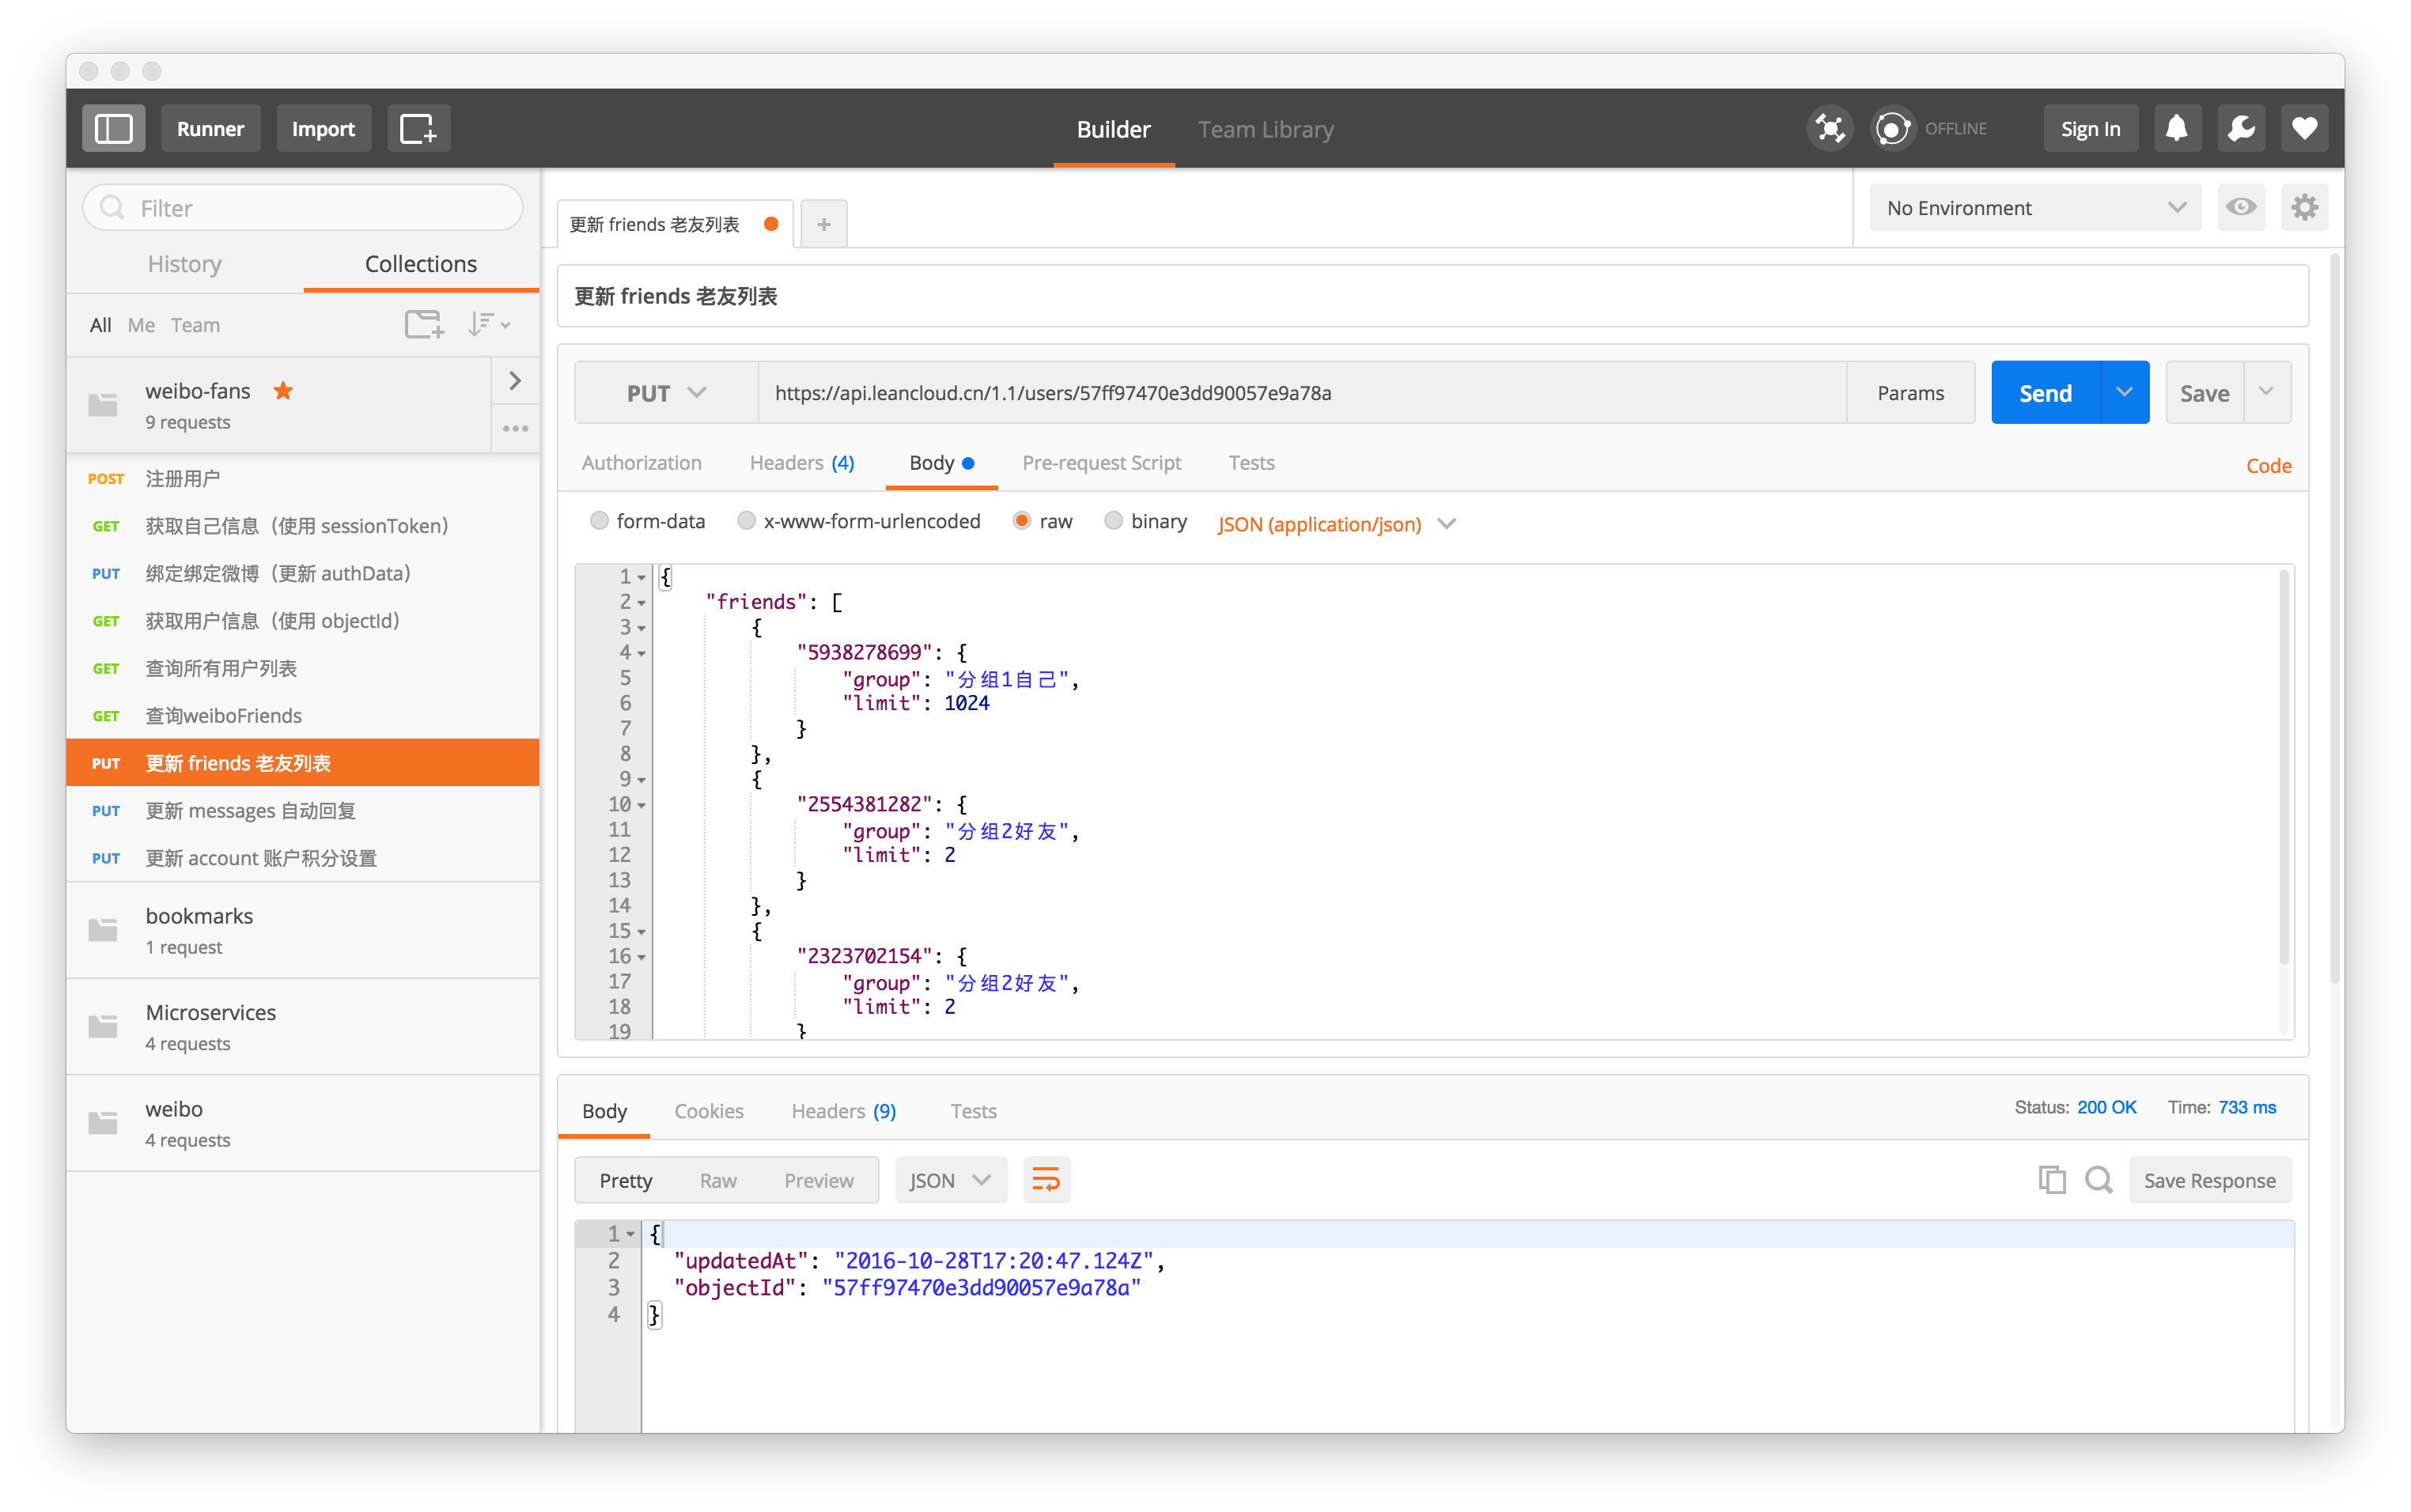 Runner Import Builder Team Library OFFLINE Sign In
Filter
History Collections
All Me Team
weibo-fans
9 requests
POST 注册用户
GET 获取自己信息（使用 sessionToken）
PUT 绑定绑定微博（更新 authData）
GET 获取用户信息（使用 objectId）
GET 查询所有用户列表
GET 查询weiboFriends
PUT 更新 friends 老友列表
PUT 更新 messages 自动回复
PUT 更新 account 账户积分设置
bookmarks
1 request
Microservices
4 requests
weibo
4 requests
更新 friends 老友列表 +
No Environment
更新 friends 老友列表
PUT https://api.leancloud.cn/1.1/users/57ff97470e3dd90057e9a78a Params Send Save
Authorization Headers (4) Body Pre-request Script Tests Code
form-data x-www-form-urlencoded raw binary JSON (application/json)
1 {
2 "friends": [
3 {
4 "5938278699": {
5 "group": "分组1自己",
6 "limit": 1024
7 }
8 },
9 {
10 "2554381282": {
11 "group": "分组2好友",
12 "limit": 2
13 }
14 },
15 {
16 "2323702154": {
17 "group": "分组2好友",
18 "limit": 2
19 }
Body Cookies Headers (9) Tests Status: 200 OK Time: 733 ms
Pretty Raw Preview JSON Save Response
1 {
2 "updatedAt": "2016-10-28T17:20:47.124Z",
3 "objectId": "57ff97470e3dd90057e9a78a"
4 }